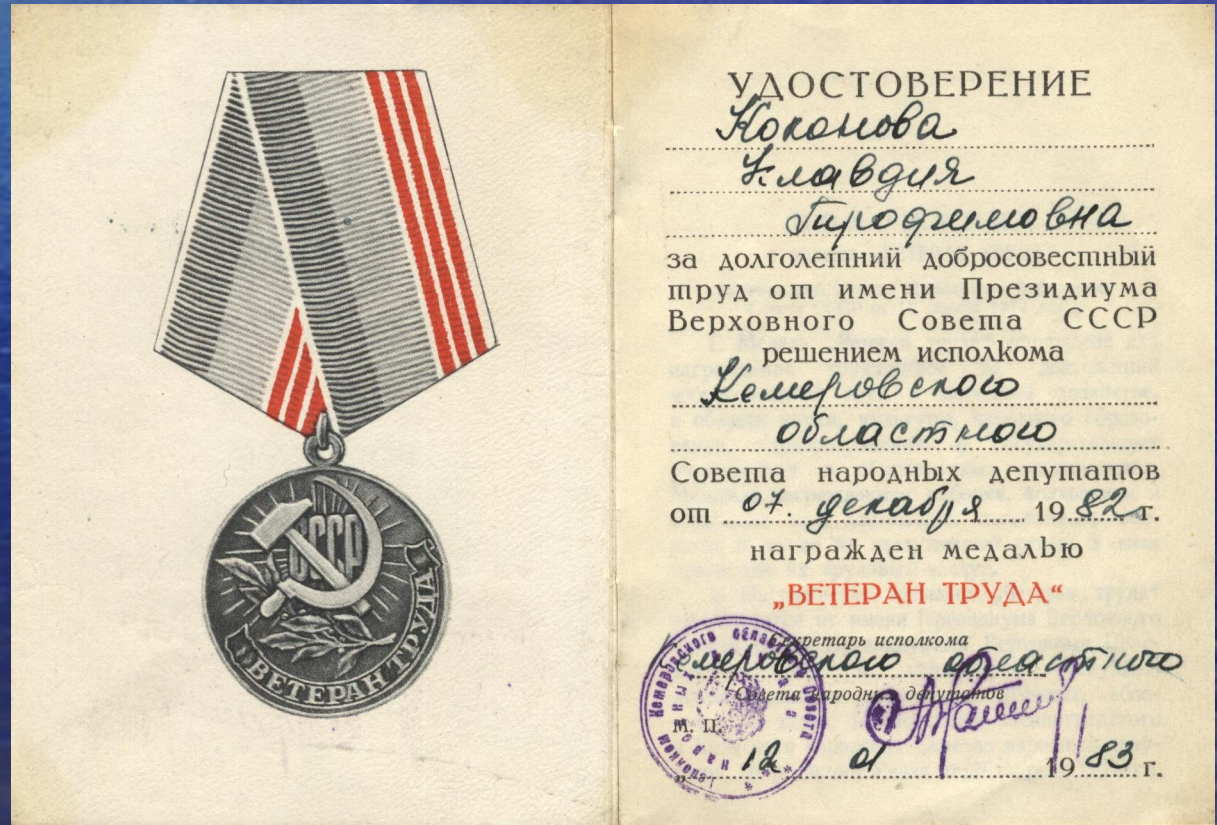 СССР
ВЕТЕРАН ТРУДА
УДОСТОВЕРЕНИЕ
Коконова
Клавдия
Тирофимовна
за долголетний добросовестный
труд от имени Президиума
Верховного Совета СССР
решением исполкома
Кемеровского
областного
Совета народных депутатов
от 07. декабря 1982 г.
награжден медалью
„ВЕТЕРАН ТРУДА“
Секретарь исполкома
Кемеровского областного
Совета народных депутатов
М. П.
„12“ 01 1983 г.